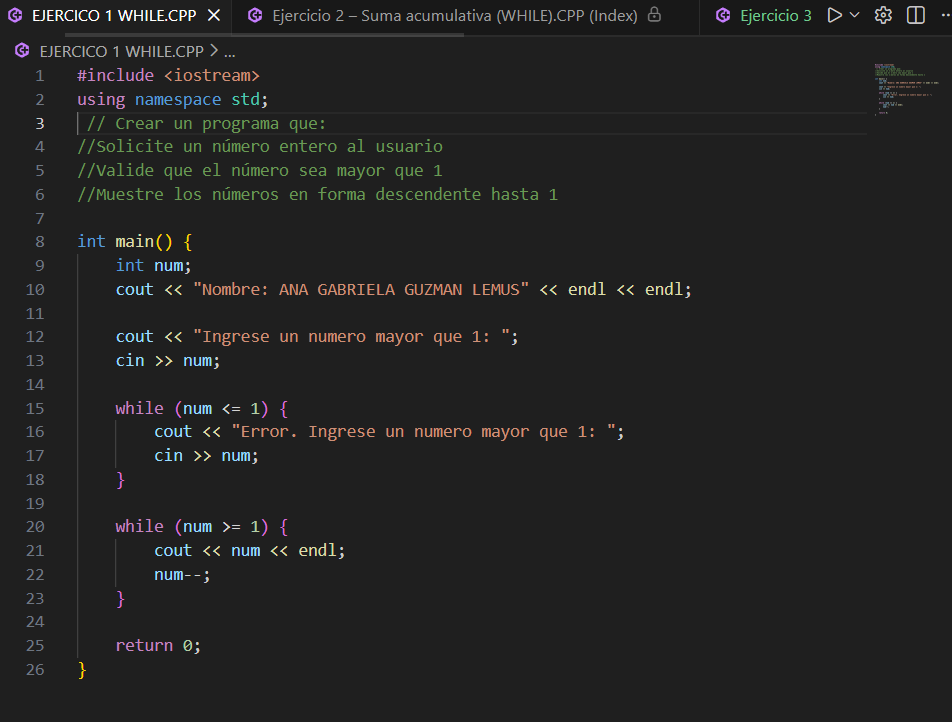 EJERCICO 1 WHILE.CPP
Ejercicio 2 – Suma acumulativa (WHILE).CPP (Index)
Ejercicio 3
EJERCICO 1 WHILE.CPP > ...
1 #include <iostream>
2 using namespace std;
3 // Crear un programa que:
4 //Solicite un número entero al usuario
5 //Valide que el número sea mayor que 1
6 //Muestre los números en forma descendente hasta 1
7
8 int main() {
9     int num;
10     cout << "Nombre: ANA GABRIELA GUZMAN LEMUS" << endl << endl;
11
12     cout << "Ingrese un numero mayor que 1: ";
13     cin >> num;
14
15     while (num <= 1) {
16         cout << "Error. Ingrese un numero mayor que 1: ";
17         cin >> num;
18     }
19
20     while (num >= 1) {
21         cout << num << endl;
22         num--;
23     }
24
25     return 0;
26 }